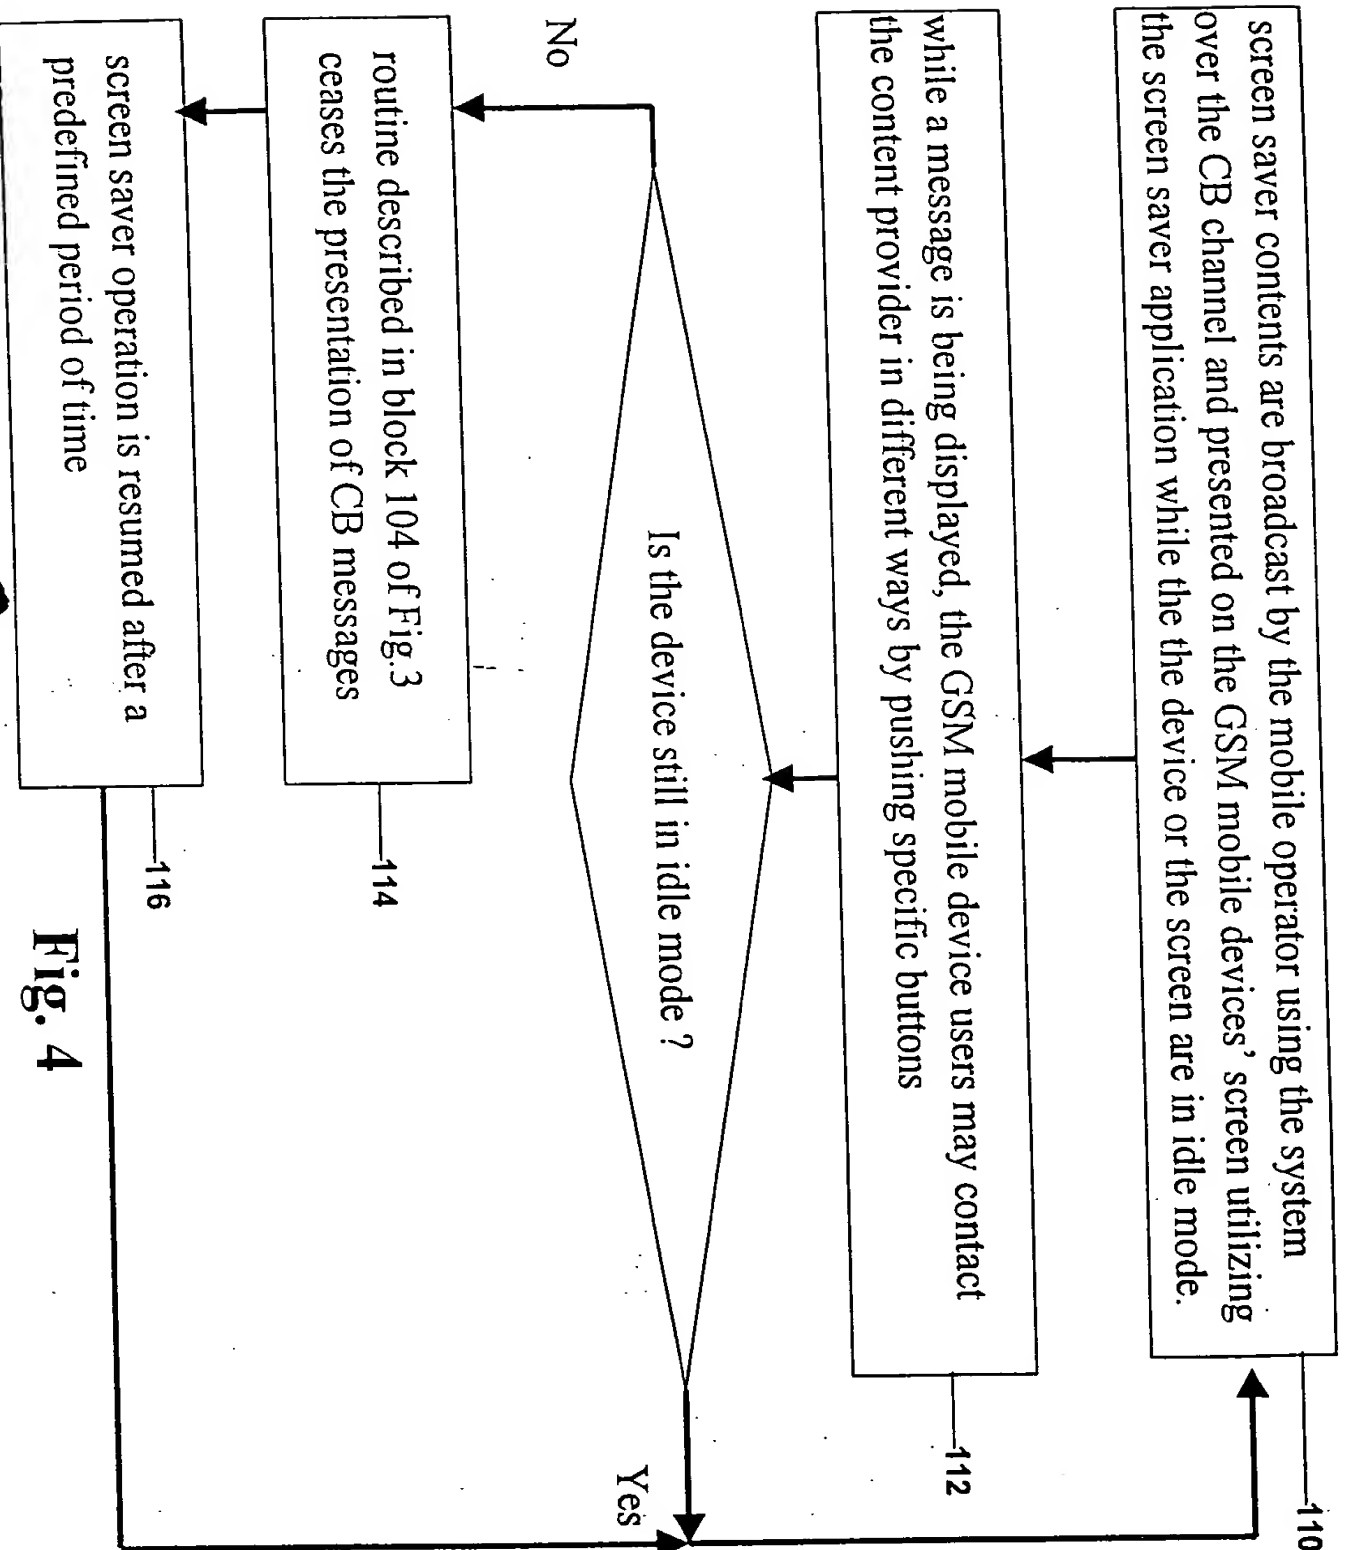 screen saver contents are broadcast by the mobile operator using the system
over the CB channel and presented on the GSM mobile devices' screen utilizing
the screen saver application while the the device or the screen are in idle mode.
110
while a message is being displayed, the GSM mobile device users may contact
the content provider in different ways by pushing specific buttons
112
Is the device still in idle mode ?
Yes
No
routine described in block 104 of Fig.3
ceases the presentation of CB messages
114
screen saver operation is resumed after a
predefined period of time
116
Fig. 4